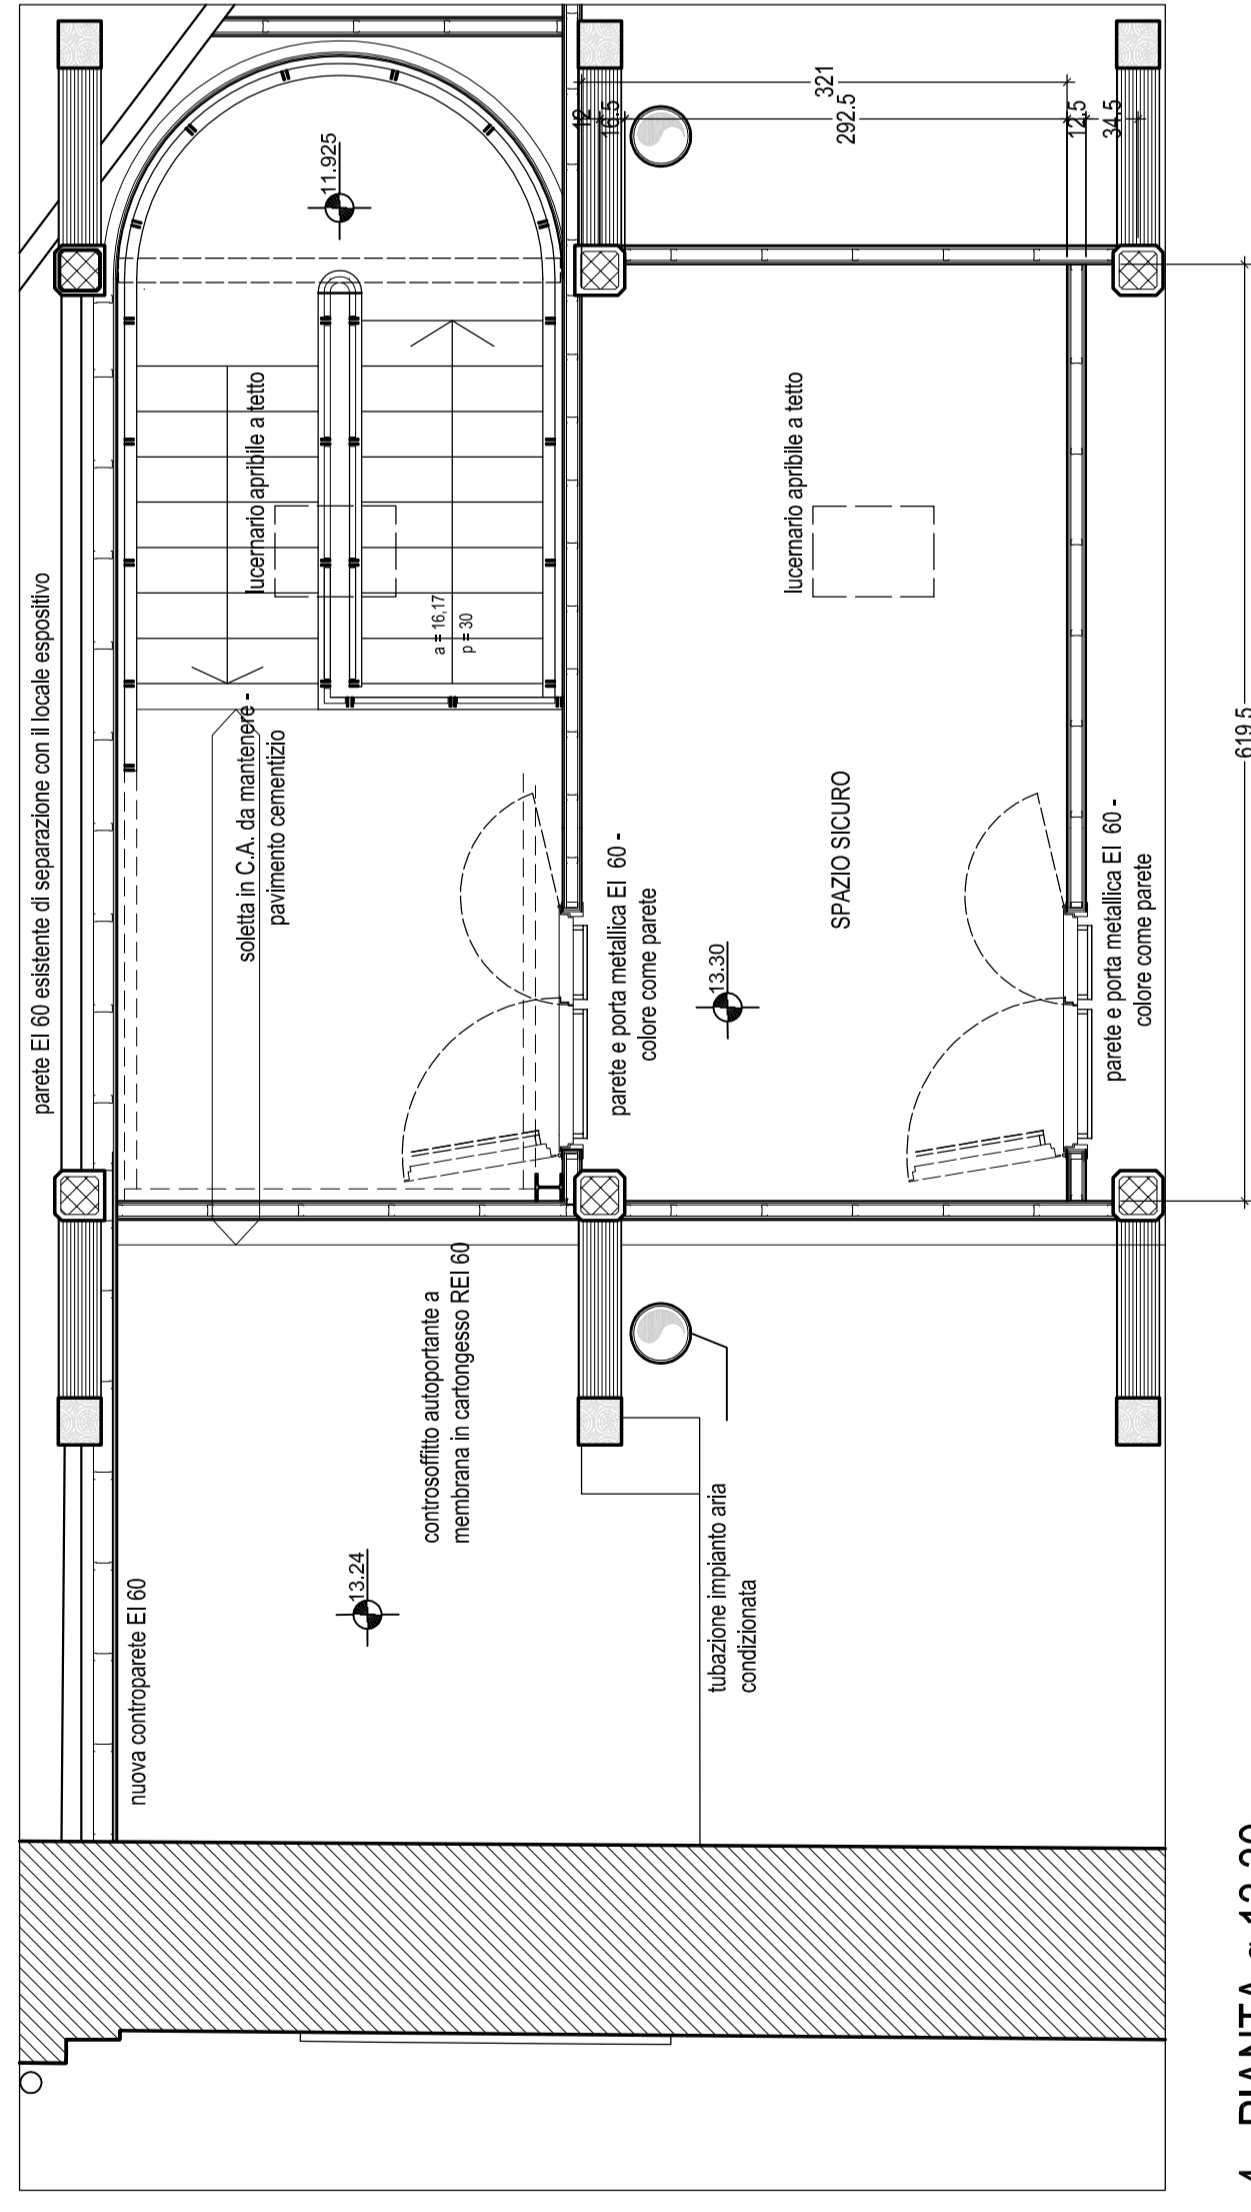 parete EI 60 esistente di separazione con il locale espositivo
nuova controparete EI 60
soletta in C.A. da mantenere -
pavimento cementizio
lucernario apribile a tetto
11.925
a = 16,17
p = 30
controsoffitto autoportante a
membrana in cartongesso REI 60
13.24
parete e porta metallica EI 60 -
colore come parete
13.30
tubazione impianto aria
condizionata
SPAZIO SICURO
lucernario apribile a tetto
parete e porta metallica EI 60 -
colore come parete
12
16.5
321
292.5
12.5
34.5
619.5
PIANTA